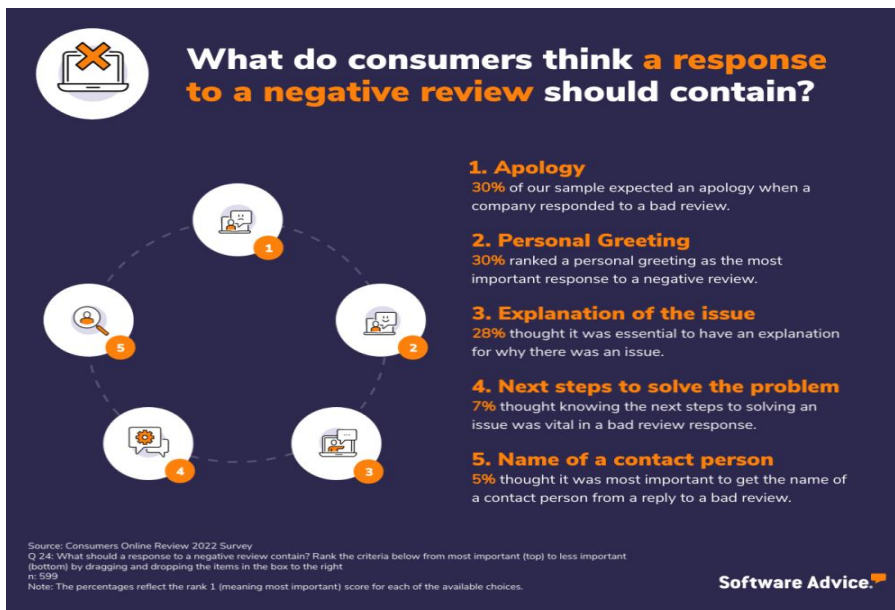 What do consumers think a response
to a negative review should contain?
1. Apology
30% of our sample expected an apology when a
company responded to a bad review.
2. Personal Greeting
30% ranked a personal greeting as the most
important response to a negative review.
3. Explanation of the issue
28% thought it was essential to have an explanation
for why there was an issue.
4. Next steps to solve the problem
7% thought knowing the next steps to solving an
issue was vital in a bad review response.
5. Name of a contact person
5% thought it was most important to get the name of
a contact person from a reply to a bad review.
1
2
3
4
5
Source: Consumers Online Review 2022 Survey
Q 24: What should a response to a negative review contain? Rank the criteria below from most important (top) to less important
(bottom) by dragging and dropping the items in the box to the right
n: 599
Note: The percentages reflect the rank 1 (meaning most important) score for each of the available choices.
Software Advice.